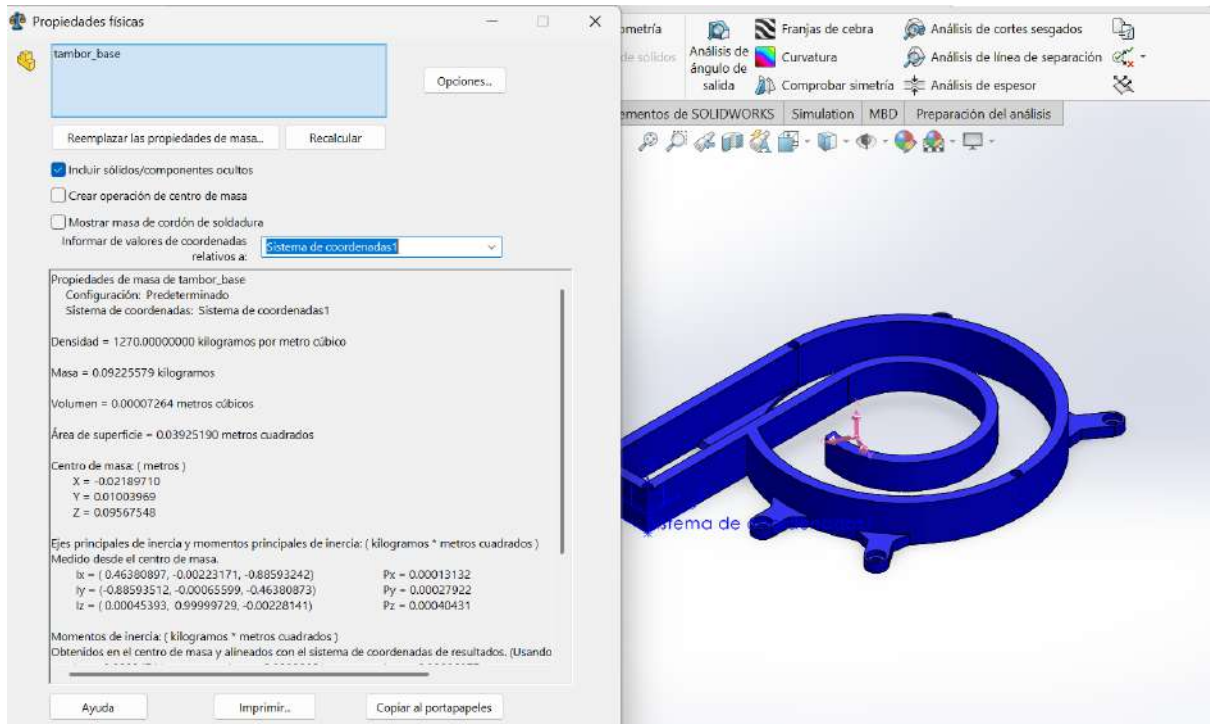 Propiedades físicas
tambor_base
Opciones...
Reemplazar las propiedades de masa...
Recalcular
Incluir sólidos/componentes ocultos
Crear operación de centro de masa
Mostrar masa de cordón de soldadura
Informar de valores de coordenadas
relativos a:
Sistema de coordenadas1
Propiedades de masa de tambor_base
Configuración: Predeterminado
Sistema de coordenadas: Sistema de coordenadas1
Densidad = 1270.00000000 kilogramos por metro cúbico
Masa = 0.09225579 kilogramos
Volumen = 0.00007264 metros cúbicos
Área de superficie = 0.03925190 metros cuadrados
Centro de masa: ( metros )
X = -0.02189710
Y = 0.01003969
Z = 0.09567548
Ejes principales de inercia y momentos principales de inercia: ( kilogramos * metros cuadrados )
Medido desde el centro de masa.
Ix = ( 0.46380897, -0.00223171, -0.88593242) Px = 0.00013132
Iy = (-0.88593512, -0.00065599, -0.46380873) Py = 0.00027922
Iz = ( 0.00045393, 0.99999729, -0.00228141) Pz = 0.00040431
Momentos de inercia: ( kilogramos * metros cuadrados )
Obtenidos en el centro de masa y alineados con el sistema de coordenadas de resultados. (Usando
Ayuda
Imprimir...
Copiar al portapapeles
ometría
de sólidos
Análisis de
ángulo de
salida
Franjas de cebra
Curvatura
Comprobar simetría
Análisis de cortes sesgados
Análisis de línea de separación
Análisis de espesor
ementos de SOLIDWORKS
Simulation
MBD
Preparación del análisis
stema de